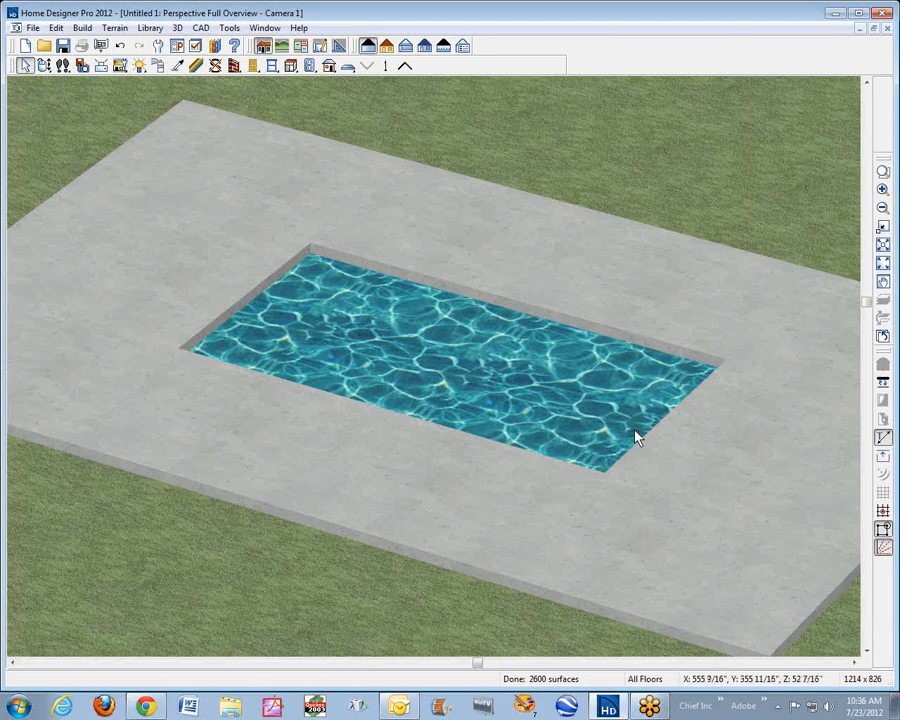 Home Designer Pro 2012 - [Untitled 1: Perspective Full Overview - Camera 1]
File Edit Build Terrain Library 3D CAD Tools Window Help
Done: 2600 surfaces All Floors X: 555 9/16", Y: 355 11/16", Z: 52 7/16" 1214 x 826
Chief Inc » Adobe » 10:36 AM
7/23/2012